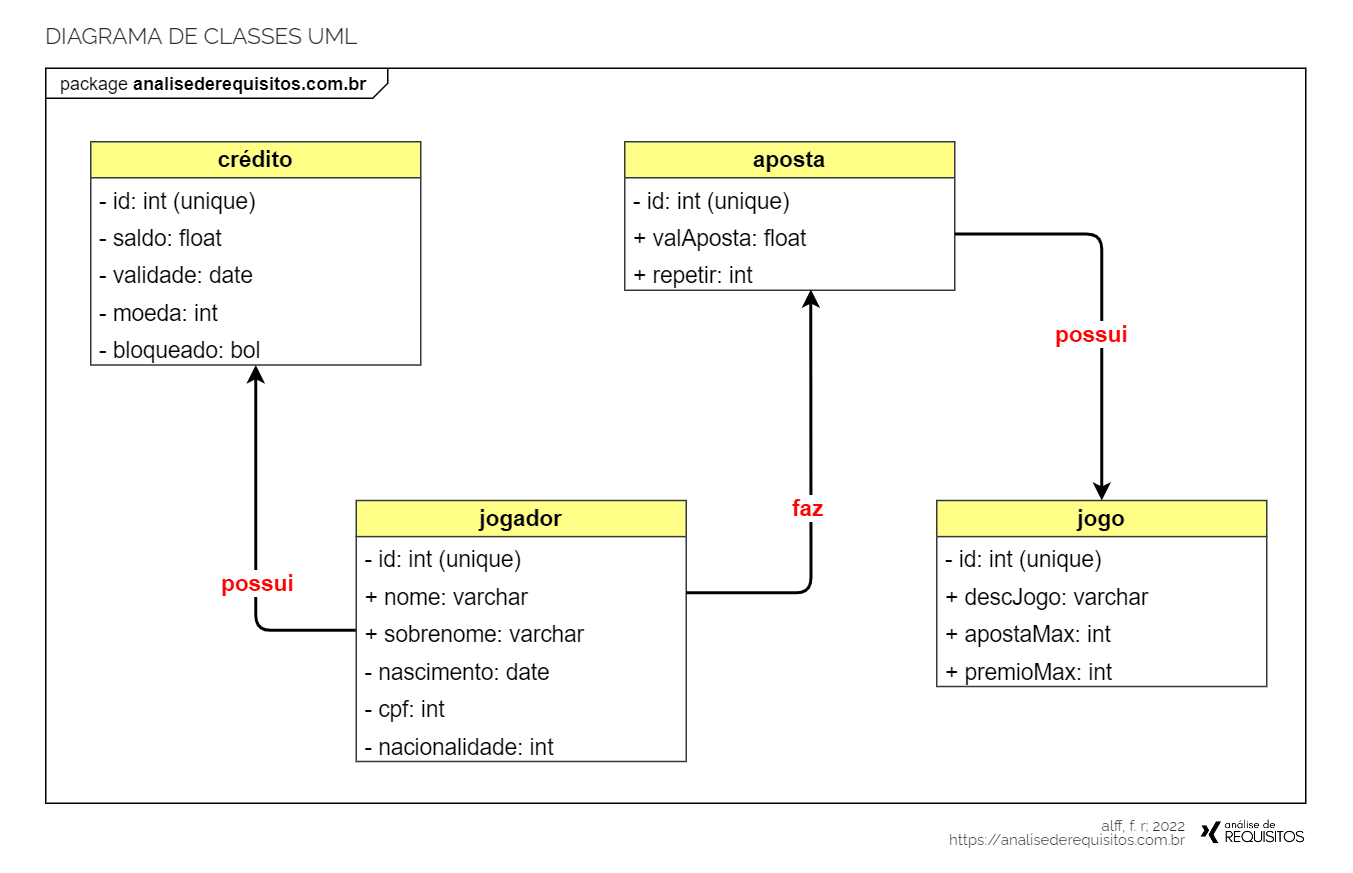 DIAGRAMA DE CLASSES UML
package analisederequisitos.com.br
crédito
- id: int (unique)
- saldo: float
- validade: date
- moeda: int
- bloqueado: bol
aposta
- id: int (unique)
+ valAposta: float
+ repetir: int
possui
faz
possui
jogador
- id: int (unique)
+ nome: varchar
+ sobrenome: varchar
- nascimento: date
- cpf: int
- nacionalidade: int
jogo
- id: int (unique)
+ descJogo: varchar
+ apostaMax: int
+ premioMax: int
alff, f. r; 2022
https://analisederequisitos.com.br
análise de
REQUISITOS